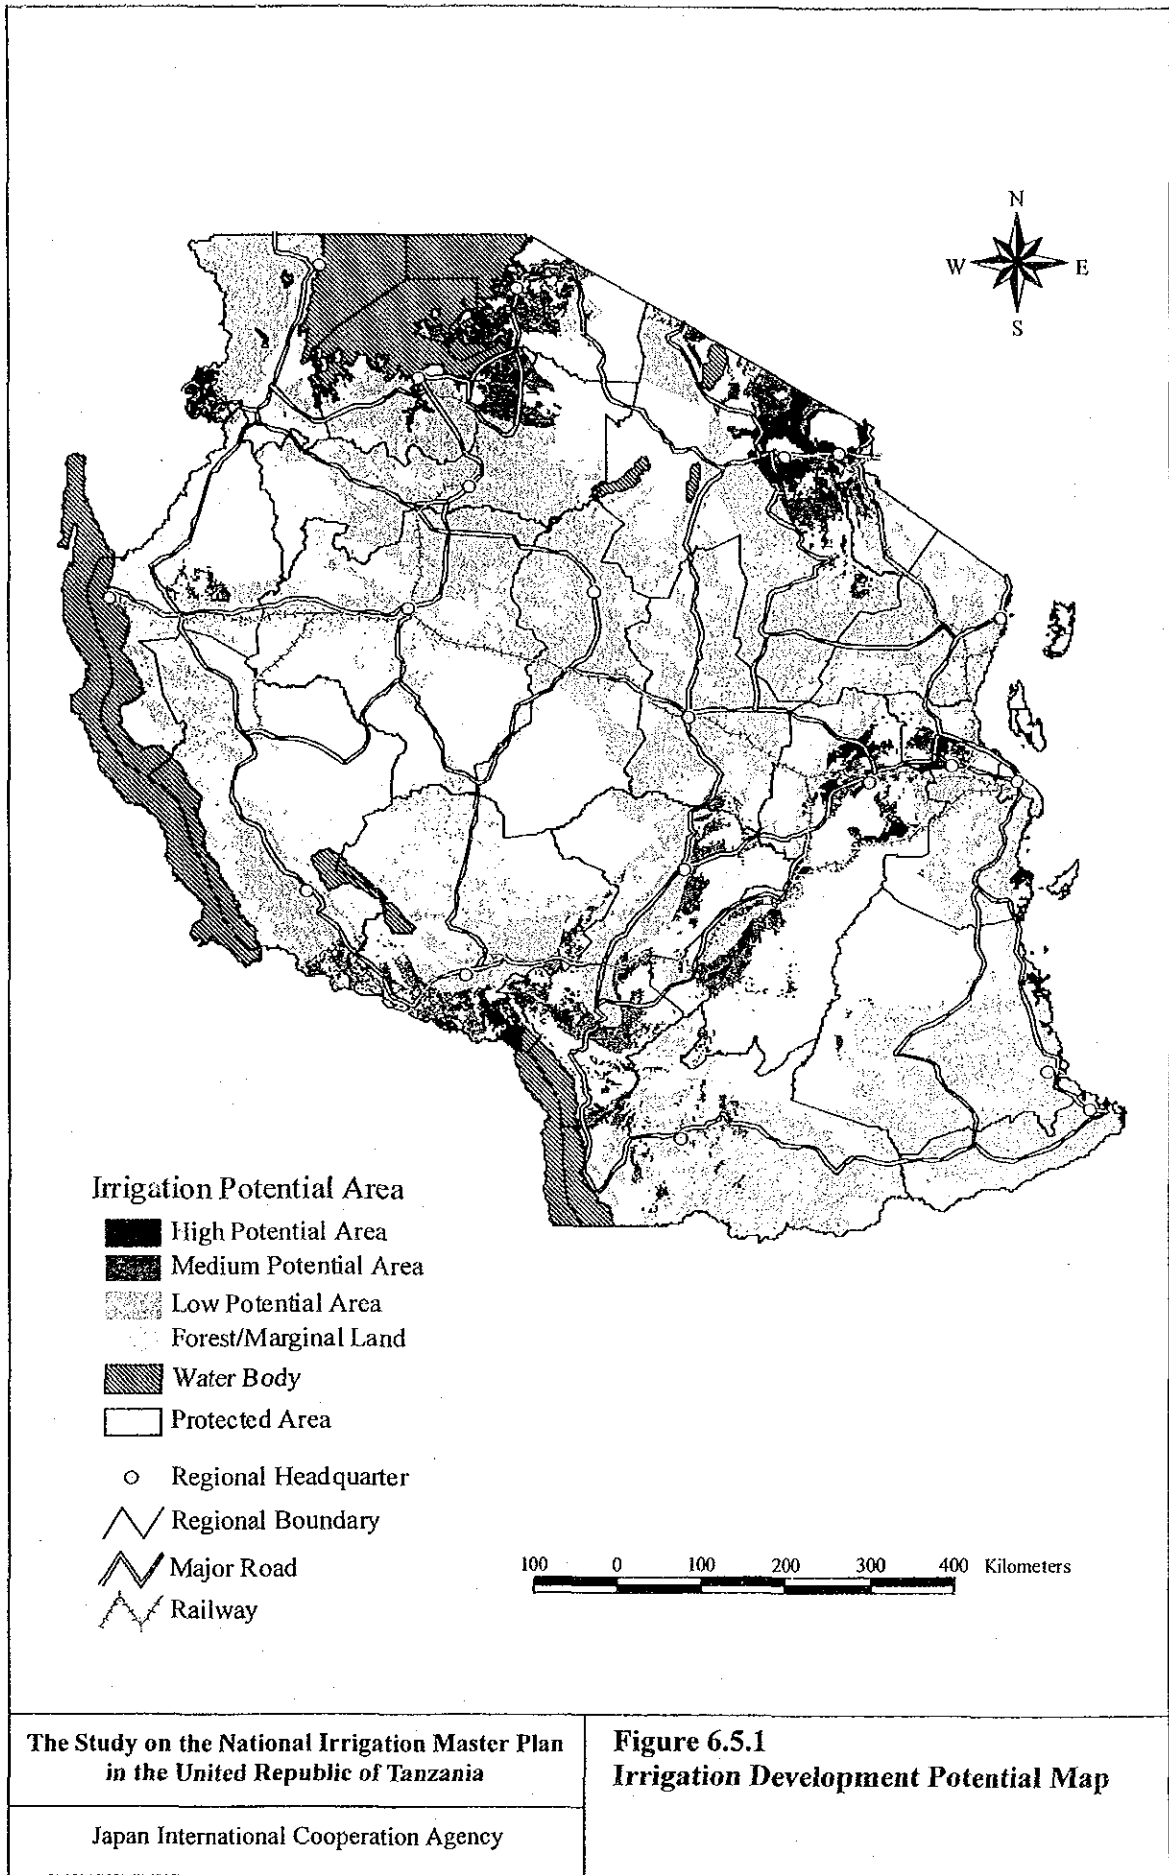 N
W
E
S
Irrigation Potential Area
High Potential Area
Medium Potential Area
Low Potential Area
Forest/Marginal Land
Water Body
Protected Area
Regional Headquarter
Regional Boundary
Major Road
Railway
100 0 100 200 300 400 Kilometers
The Study on the National Irrigation Master Plan
in the United Republic of Tanzania
Japan International Cooperation Agency
Figure 6.5.1
Irrigation Development Potential Map